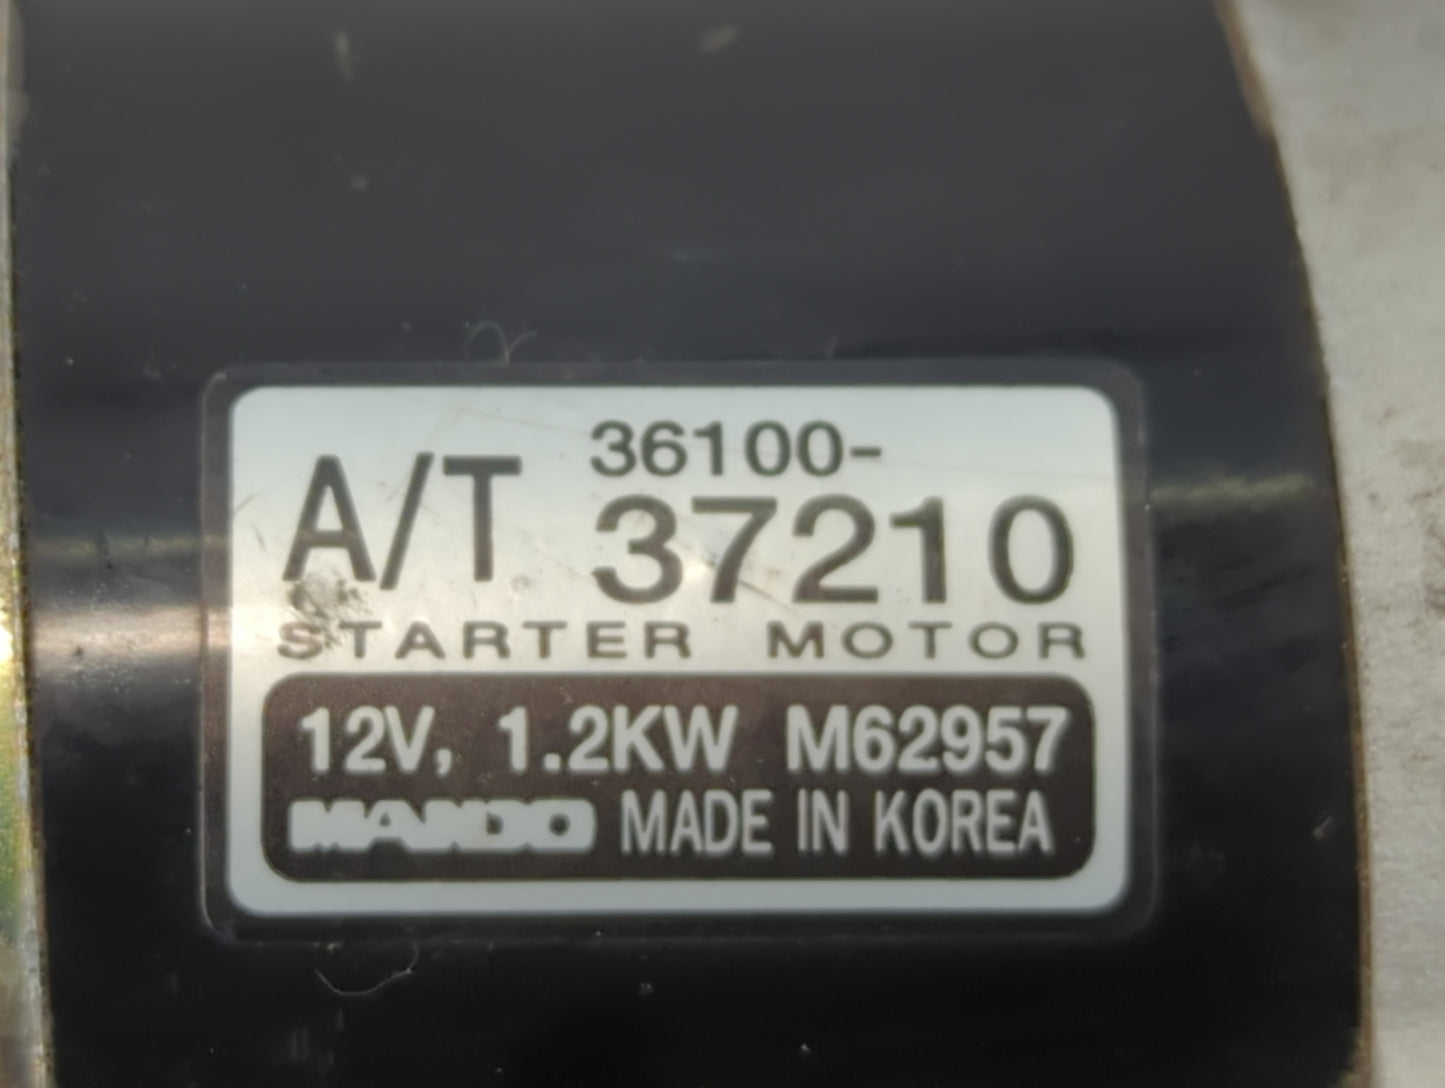 A/T 36100-
37210
STARTER MOTOR
12V, 1.2KW M62957
MANDO MADE IN KOREA